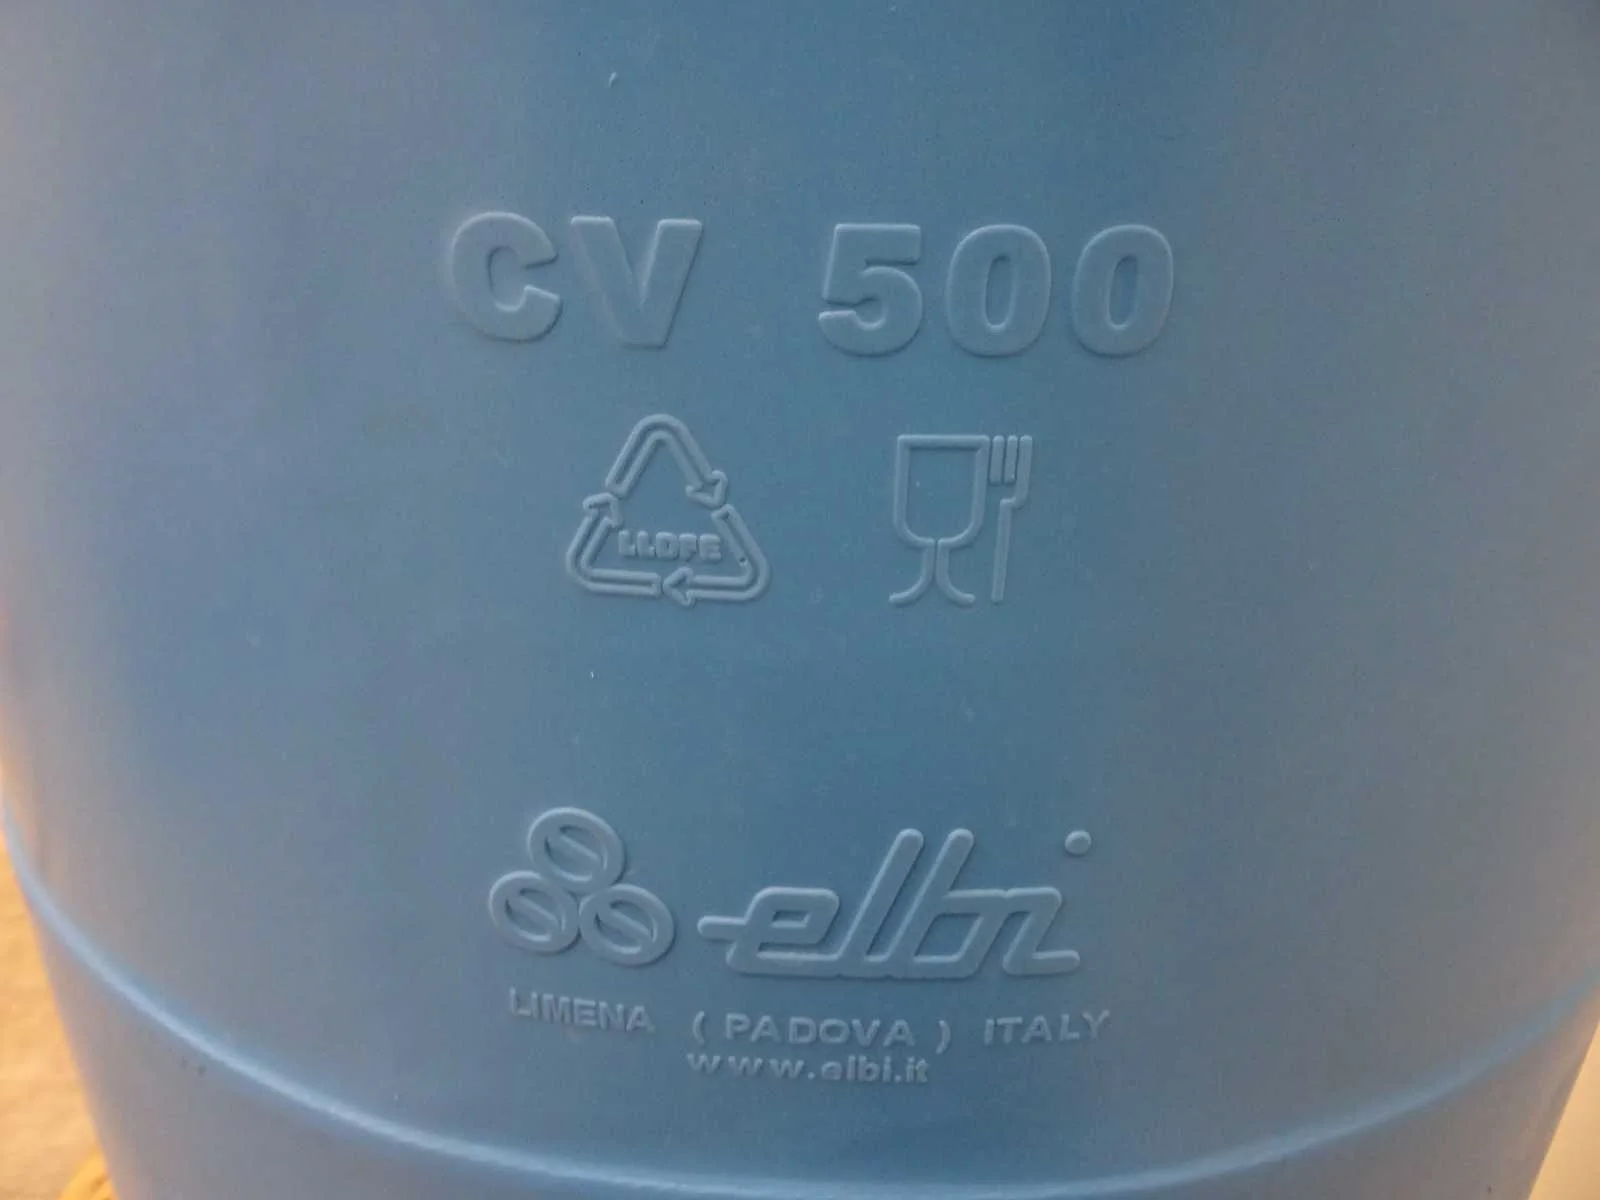 CV 500
LLDPE
elbi
LIMENA ( PADOVA ) ITALY
www.elbi.it